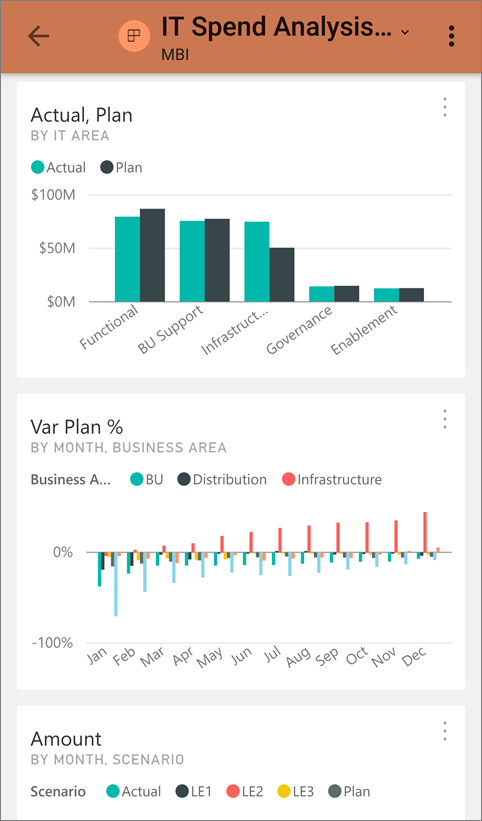 IT Spend Analysis...
MBI
Actual, Plan
BY IT AREA
Actual Plan
$100M
$50M
$0M
Functional BU Support Infrastruct... Governance Enablement
Var Plan %
BY MONTH, BUSINESS AREA
Business A... BU Distribution Infrastructure
0%
-100%
Jan Feb Mar Apr May Jun Jul Aug Sep Oct Nov Dec
Amount
BY MONTH, SCENARIO
Scenario Actual LE1 LE2 LE3 Plan